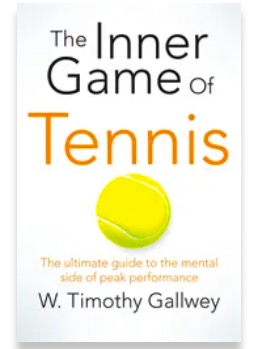 The Inner
Game Of
Tennis
The ultimate guide to the mental
side of peak performance
W. Timothy Gallwey